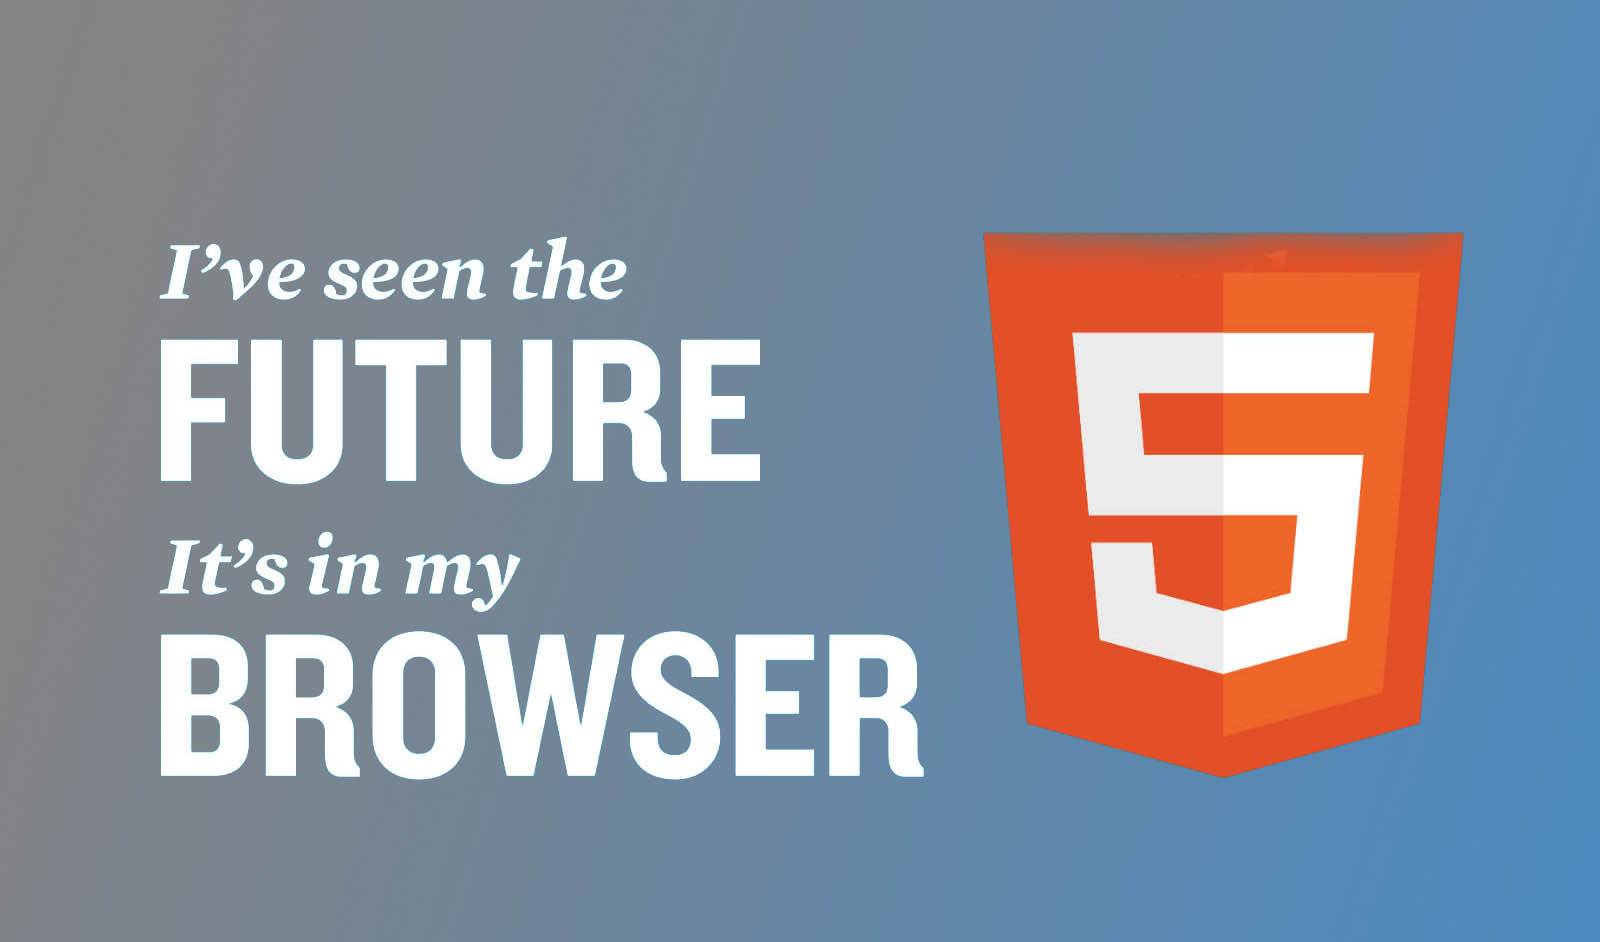 I’ve seen the
FUTURE
It’s in my
BROWSER
5